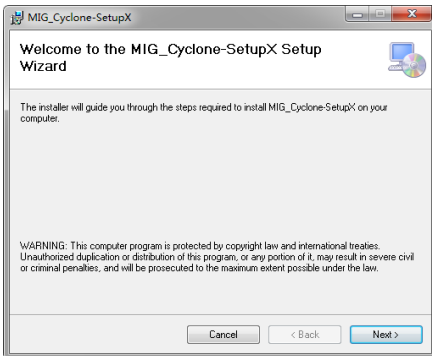 MIG_Cyclone-SetupX
Welcome to the MIG_Cyclone-SetupX Setup
Wizard
The installer will guide you through the steps required to install MIG_Cyclone-SetupX on your
computer.
WARNING: This computer program is protected by copyright law and international treaties.
Unauthorized duplication or distribution of this program, or any portion of it, may result in severe civil
or criminal penalties, and will be prosecuted to the maximum extent possible under the law.
Cancel
< Back
Next >